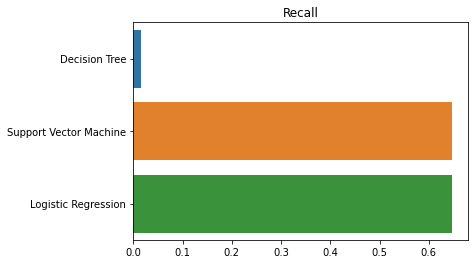 Recall
Decision Tree
Support Vector Machine
Logistic Regression
0.0 0.1 0.2 0.3 0.4 0.5 0.6